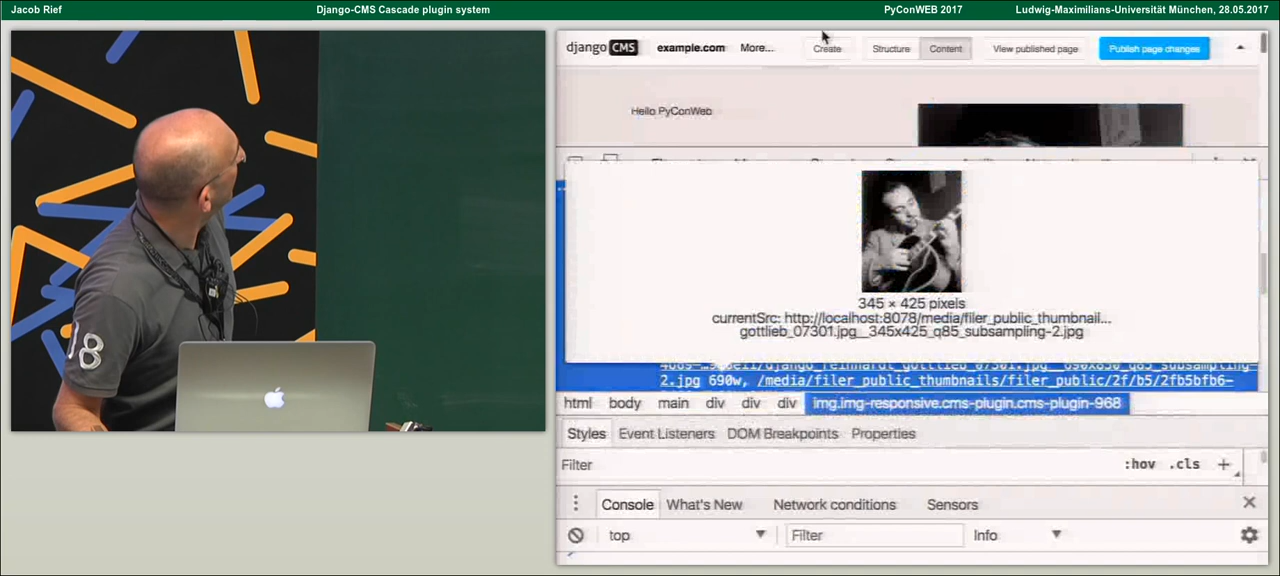 Jacob Rief
Django-CMS Cascade plugin system
PyConWEB 2017
Ludwig-Maximilians-Universität München, 28.05.2017
django CMS example.com More... Create Structure Content View published page Publish page changes
Hello PyConWeb
345 × 425 pixels
currentSrc: http://localhost:8078/media/filer_public_thumbnail...
gottlieb_07301.jpg__345x425_q85_subsampling-2.jpg
2.jpg 690w, /media/filer_public_thumbnails/filer_public/2f/b5/2fb5bfb6-
html body main div div div img.img-responsive.cms-plugin.cms-plugin-968
Styles Event Listeners DOM Breakpoints Properties
Filter :hov .cls +
Console What's New Network conditions Sensors
top Filter Info
18